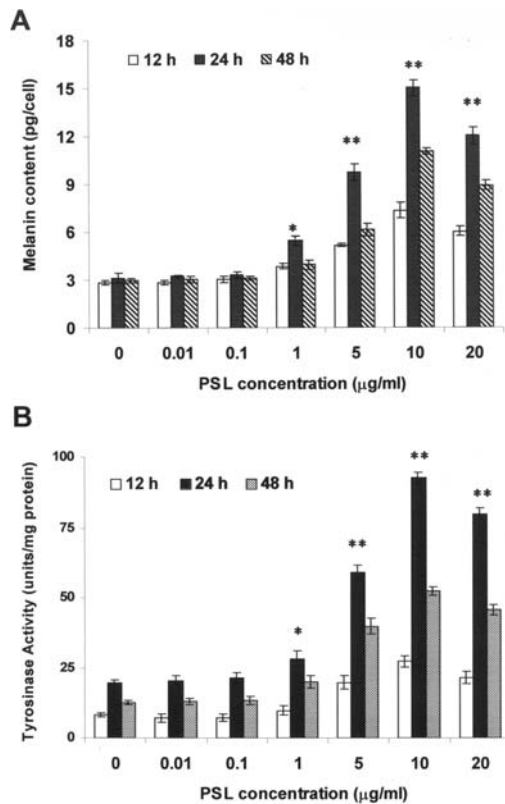 A
18
15
12
9
6
3
0
Melanin content (pg/cell)
12 h 24 h 48 h
* ** ** **
0 0.01 0.1 1 5 10 20
PSL concentration (μg/ml)
B
100
75
50
25
0
Tyrosinase Activity (units/mg protein)
12 h 24 h 48 h
* ** ** **
0 0.01 0.1 1 5 10 20
PSL concentration (μg/ml)